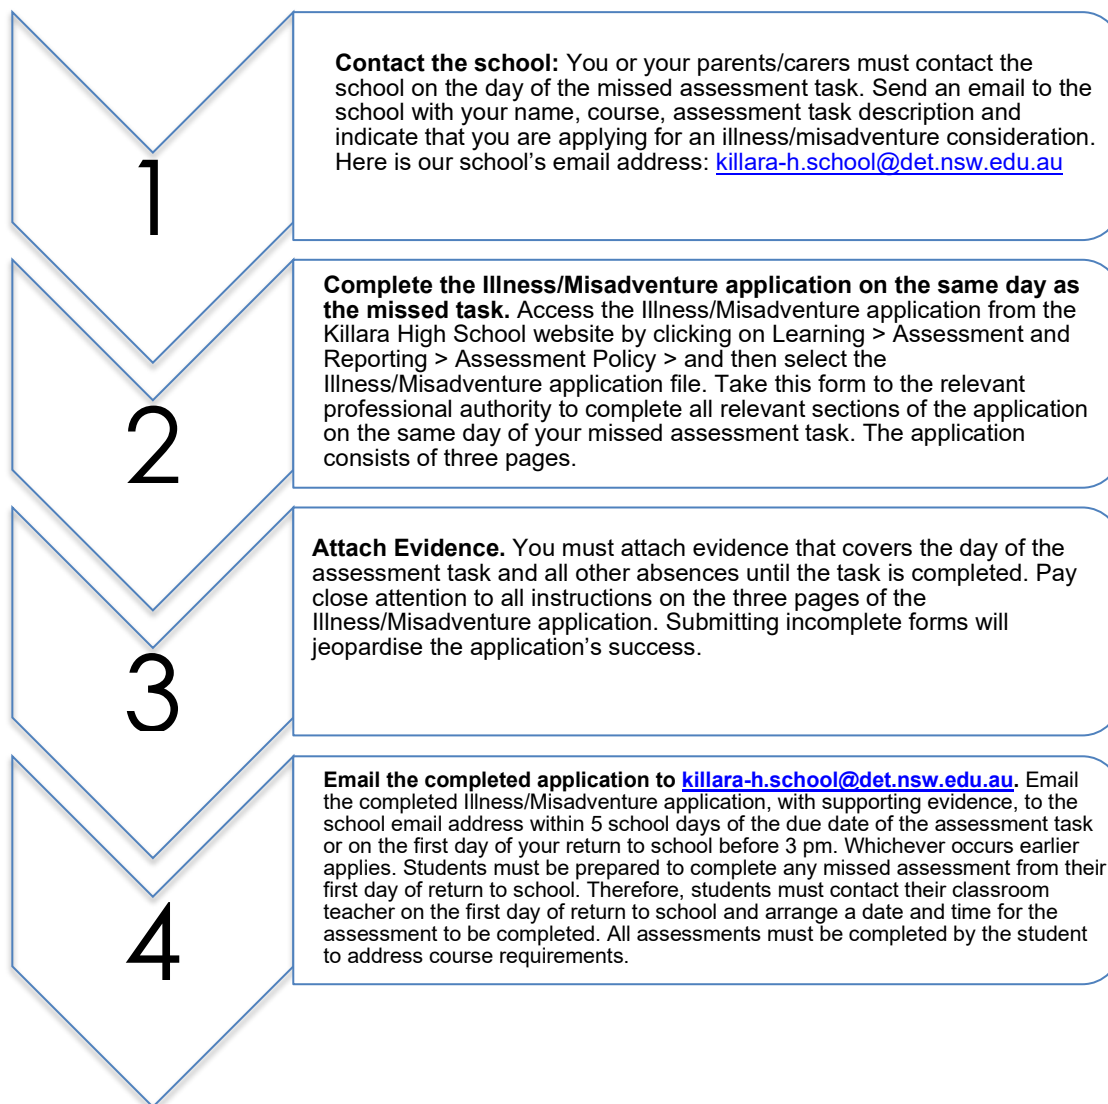 1
Contact the school: You or your parents/carers must contact the
school on the day of the missed assessment task. Send an email to the
school with your name, course, assessment task description and
indicate that you are applying for an illness/misadventure consideration.
Here is our school’s email address: killara-h.school@det.nsw.edu.au
2
Complete the Illness/Misadventure application on the same day as
the missed task. Access the Illness/Misadventure application from the
Killara High School website by clicking on Learning > Assessment and
Reporting > Assessment Policy > and then select the
Illness/Misadventure application file. Take this form to the relevant
professional authority to complete all relevant sections of the application
on the same day of your missed assessment task. The application
consists of three pages.
3
Attach Evidence. You must attach evidence that covers the day of the
assessment task and all other absences until the task is completed. Pay
close attention to all instructions on the three pages of the
Illness/Misadventure application. Submitting incomplete forms will
jeopardise the application’s success.
4
Email the completed application to killara-h.school@det.nsw.edu.au. Email
the completed Illness/Misadventure application, with supporting evidence, to the
school email address within 5 school days of the due date of the assessment task
or on the first day of your return to school before 3 pm. Whichever occurs earlier
applies. Students must be prepared to complete any missed assessment from their
first day of return to school. Therefore, students must contact their classroom
teacher on the first day of return to school and arrange a date and time for the
assessment to be completed. All assessments must be completed by the student
to address course requirements.